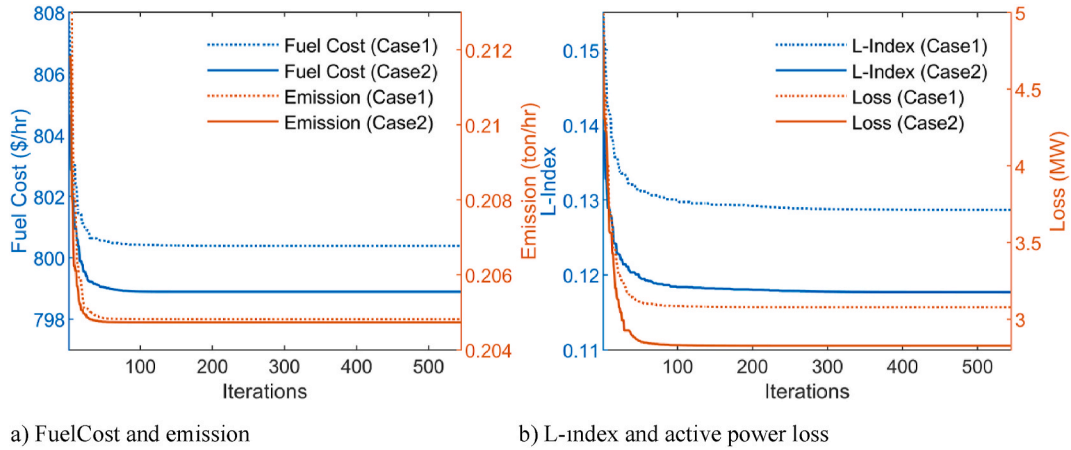 808
806
804
802
800
798
Fuel Cost ($/hr)
Fuel Cost (Case1)
Fuel Cost (Case2)
Emission (Case1)
Emission (Case2)
0.212
0.21
0.208
0.206
0.204
Emission (ton/hr)
100 200 300 400 500
Iterations
0.15
0.14
0.13
0.12
0.11
L-Index
L-Index (Case1)
L-Index (Case2)
Loss (Case1)
Loss (Case2)
5
4.5
4
3.5
3
Loss (MW)
100 200 300 400 500
Iterations
a) FuelCost and emission
b) L-ındex and active power loss